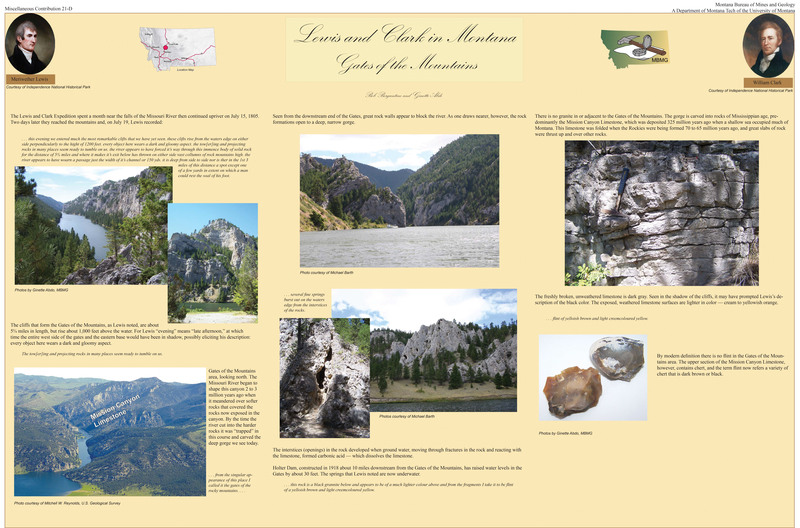 Miscellaneous Contribution 21-D
Montana Bureau of Mines and Geology
A Department of Montana Tech of the University of Montana
Lewis and Clark in Montana
Gates of the Mountains
MBMG
Meriwether Lewis
Courtesy of Independence National Historical Park
William Clark
Courtesy of Independence National Historical Park
Location Map
The Lewis and Clark Expedition spent a month near the falls of the Missouri River then continued upriver on July 15, 1805.
Two days later they reached the mountains and, on July 19, Lewis recorded:
this evening we entered much the most remarkable clifts that we have yet seen. these clifts rise from the waters edge on either
side perpendicularly to the hight of 1200 feet. every object here wears a dark and gloomy aspect. the tow[er]ing and projecting
rocks in many places seem ready to tumble on us. the river appears to have forced it's way through this immence body of solid rock
for the distance of 5¾ miles and where it makes it's exit below has thrown on either side vast collumns of rocks mountains high. the
river appears to have woarn a passage just the width of it's channel or 150 yds. it is deep from side to side nor is ther in the 1st 3
miles of this distance a spot except one
of a few yards in extent on which a man
could rest the soal of his foot.
Photos by Ginette Abdo, MBMG
The cliffs that form the Gates of the Mountains, as Lewis noted, are about
5¾ miles in length, but rise about 1,000 feet above the water. For Lewis "evening" means "late afternoon," at which
time the entire west side of the gates and the eastern base would have been in shadow, possibly eliciting his description:
every object here wears a dark and gloomy aspect.
The tow[er]ing and projecting rocks in many places seem ready to tumble on us.
Mission Canyon
Limestone
Gates of the Mountains
area, looking north. The
Missouri River began to
shape this canyon 2 to 3
million years ago when
it meandered over softer
rocks that covered the
rocks now exposed in the
canyon. By the time the
river cut into the harder
rocks it was "trapped" in
this course and carved the
deep gorge we see today.
. . . from the singular ap-
pearance of this place I
called it the gates of the
rocky mountains. . .
Photo courtesy of Mitchell W. Reynolds, U.S. Geological Survey
Seen from the downstream end of the Gates, great rock walls appear to block the river. As one draws nearer, however, the rock
formations open to a deep, narrow gorge.
Photo courtesy of Michael Barth
. . . several fine springs
burst out on the waters
edge from the interstices
of the rocks.
Photo courtesy of Michael Barth
The interstices (openings) in the rock developed when ground water, moving through fractures in the rock and reacting with
the limestone, formed carbonic acid — which dissolves the limestone.
Holter Dam, constructed in 1918 about 10 miles downstream from the Gates of the Mountains, has raised water levels in the
Gates by about 30 feet. The springs that Lewis noted are now underwater.
. . . this rock is a black grannite below and appears to be of a much lighter colour above and from the fragments I take it to be flint
of a yelloish brown and light creemcoloured yellow.
There is no granite in or adjacent to the Gates of the Mountains. The gorge is carved into rocks of Mississippian age, pre-
dominantly the Mission Canyon Limestone, which was deposited 325 million years ago when a shallow sea occupied much of
Montana. This limestone was folded when the Rockies were being formed 70 to 65 million years ago, and great slabs of rock
were thrust up and over other rocks.
The freshly broken, unweathered limestone is dark gray. Seen in the shadow of the cliffs, it may have prompted Lewis's de-
scription of the black color. The exposed, weathered limestone surfaces are lighter in color — cream to yellowish orange.
. . . flint of yelloish brown and light creemcoloured yellow.
By modern definition there is no flint in the Gates of the Moun-
tains area. The upper section of the Mission Canyon Limestone,
however, contains chert, and the term flint now refers a variety of
chert that is dark brown or black.
Photo by Ginette Abdo, MBMG